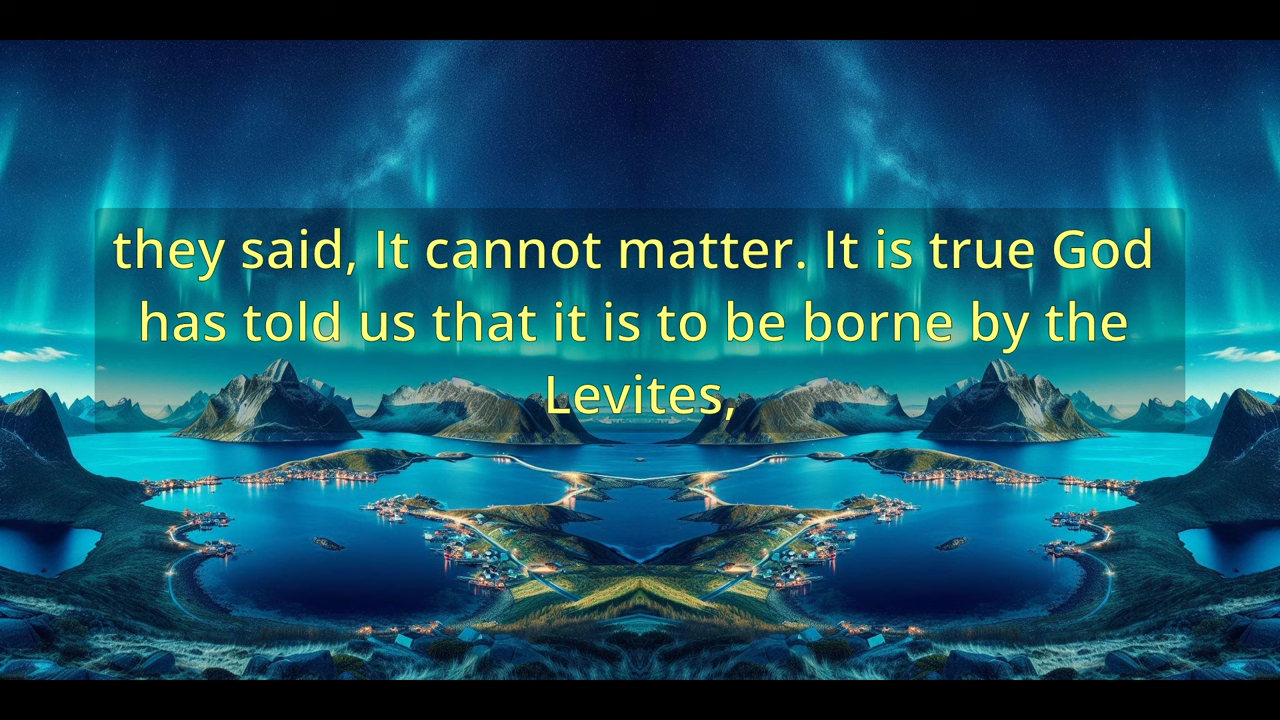 they said, It cannot matter. It is true God
has told us that it is to be borne by the
Levites,